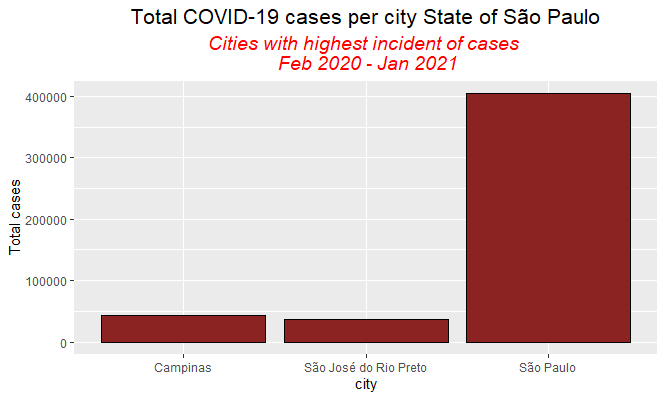 Total COVID-19 cases per city State of São Paulo
Cities with highest incident of cases
Feb 2020 - Jan 2021
Total cases
400000
300000
200000
100000
0
Campinas
São José do Rio Preto
São Paulo
city